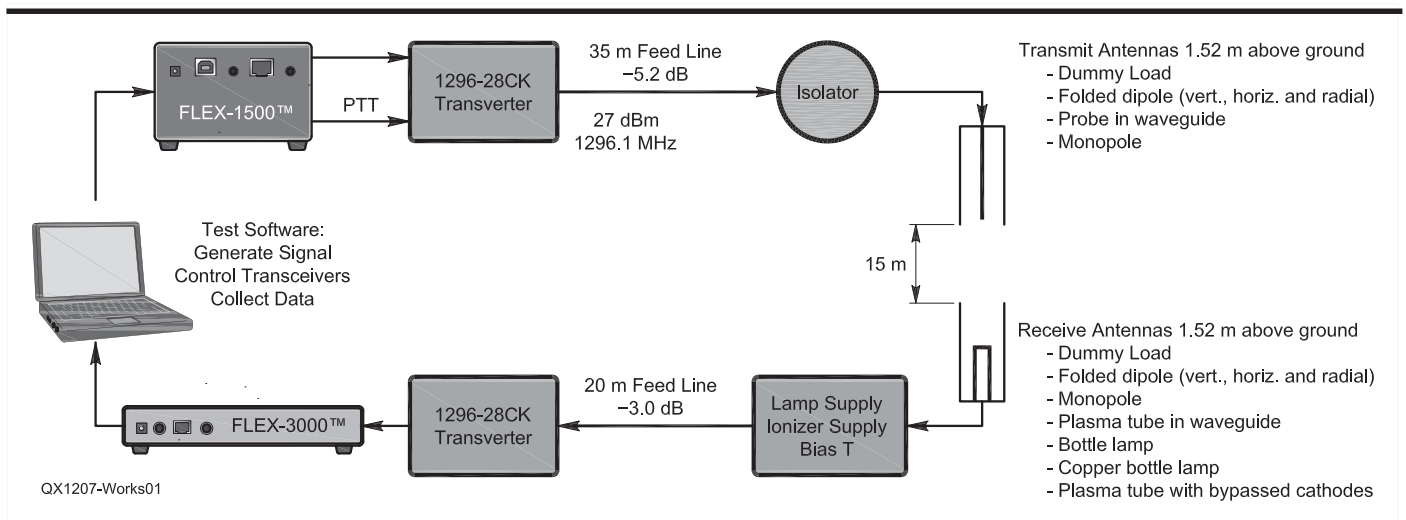 FLEX-1500™
PTT
1296-28CK
Transverter
35 m Feed Line
−5.2 dB
27 dBm
1296.1 MHz
Isolator
Transmit Antennas 1.52 m above ground
- Dummy Load
- Folded dipole (vert., horiz. and radial)
- Probe in waveguide
- Monopole
Test Software:
Generate Signal
Control Transceivers
Collect Data
15 m
Receive Antennas 1.52 m above ground
- Dummy Load
- Folded dipole (vert., horiz. and radial)
- Monopole
- Plasma tube in waveguide
- Bottle lamp
- Copper bottle lamp
- Plasma tube with bypassed cathodes
FLEX-3000™
1296-28CK
Transverter
20 m Feed Line
−3.0 dB
Lamp Supply
Ionizer Supply
Bias T
QX1207-Works01